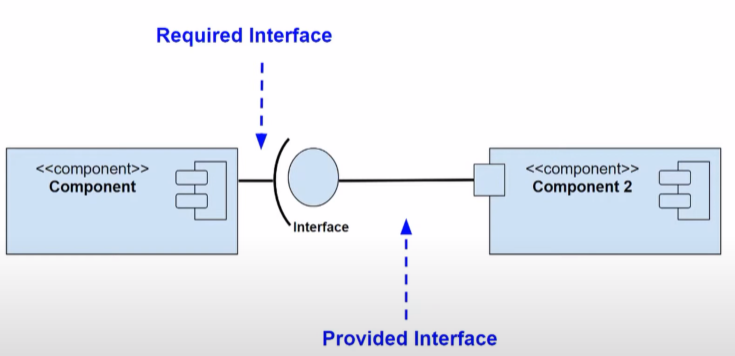 Required Interface
<<component>>
Component
Interface
<<component>>
Component 2
Provided Interface